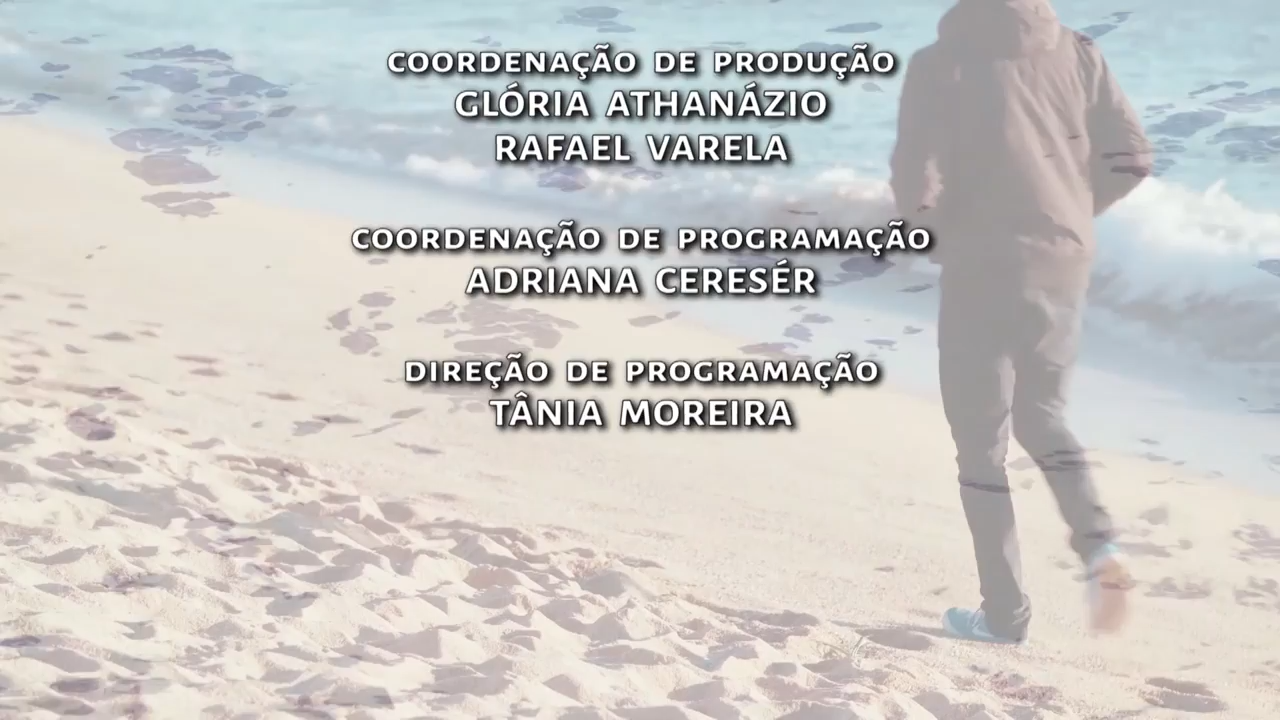 COORDENAÇÃO DE PRODUÇÃO
GLÓRIA ATHANÁZIO
RAFAEL VARELA
COORDENAÇÃO DE PROGRAMAÇÃO
ADRIANA CERESÉR
DIREÇÃO DE PROGRAMAÇÃO
TÂNIA MOREIRA